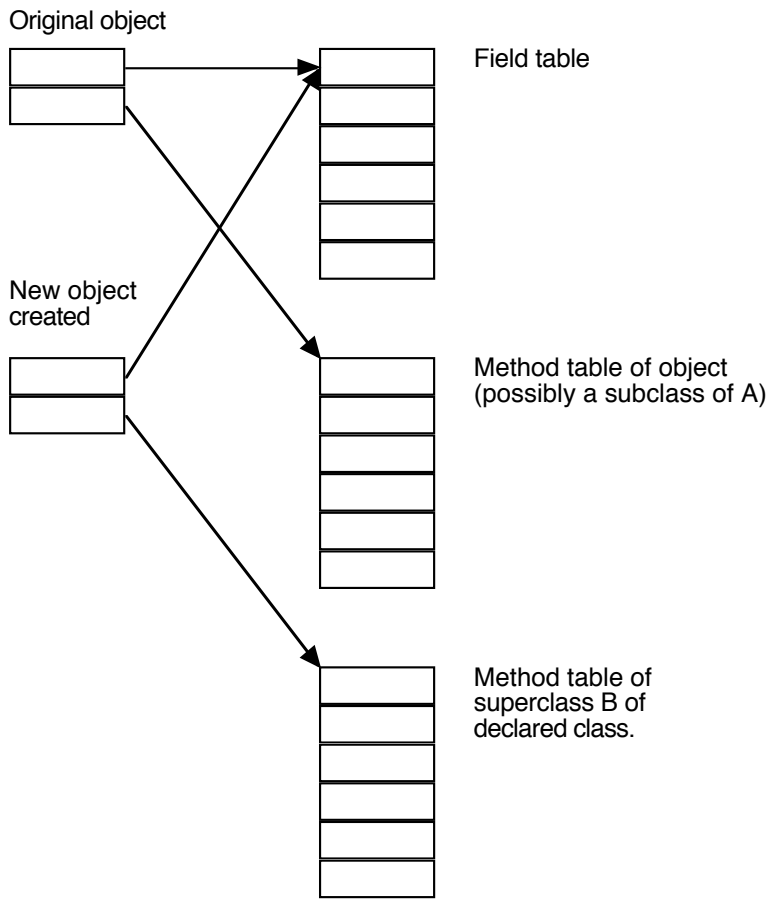 Original object
Field table
New object
created
Method table of object
(possibly a subclass of A)
Method table of
superclass B of
declared class.